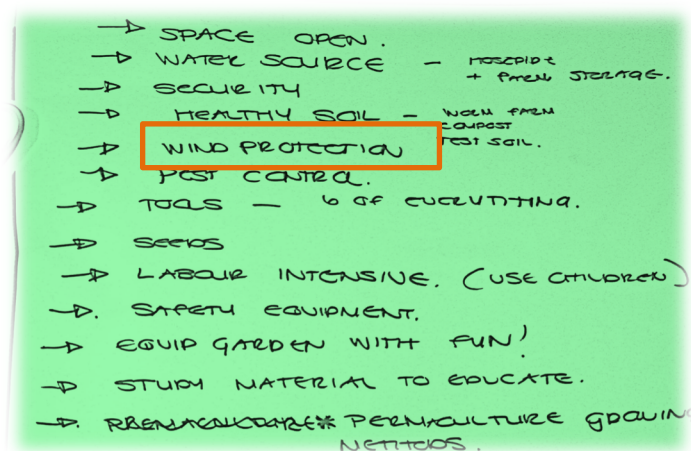 → SPACE OPEN.
→ WATER SOURCE - HOSEPIPE
+ FARM STORAGE.
→ SECURITY
→ HEALTHY SOIL - WORM FARM
COMPOST
TEST SOIL.
→ WIND PROTECTION
→ PEST CONTROL.
→ TOOLS - 6 OF EVERYTHING.
→ SEEDS
→ LABOUR INTENSIVE. (USE CHILDREN)
→. SAFETY EQUIPMENT.
→ EQUIP GARDEN WITH FUN!
→ STUDY MATERIAL TO EDUCATE.
→. * PERMACULTURE GROWING
METHODS.